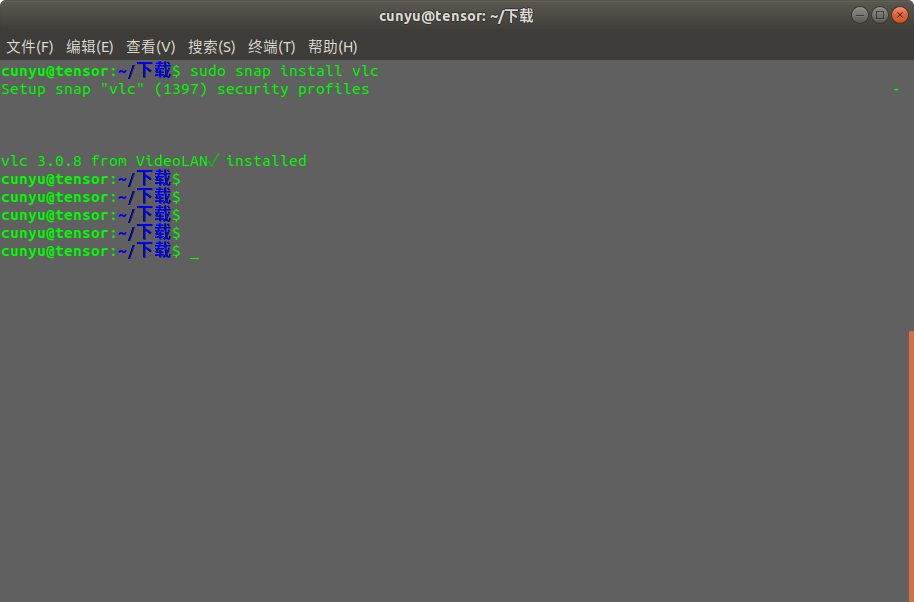 cunyu@tensor: ~/下载
文件(F) 编辑(E) 查看(V) 搜索(S) 终端(T) 帮助(H)
cunyu@tensor:~/下载$ sudo snap install vlc
Setup snap "vlc" (1397) security profiles -
vlc 3.0.8 from VideoLAN✓ installed
cunyu@tensor:~/下载$
cunyu@tensor:~/下载$
cunyu@tensor:~/下载$
cunyu@tensor:~/下载$
cunyu@tensor:~/下载$ _